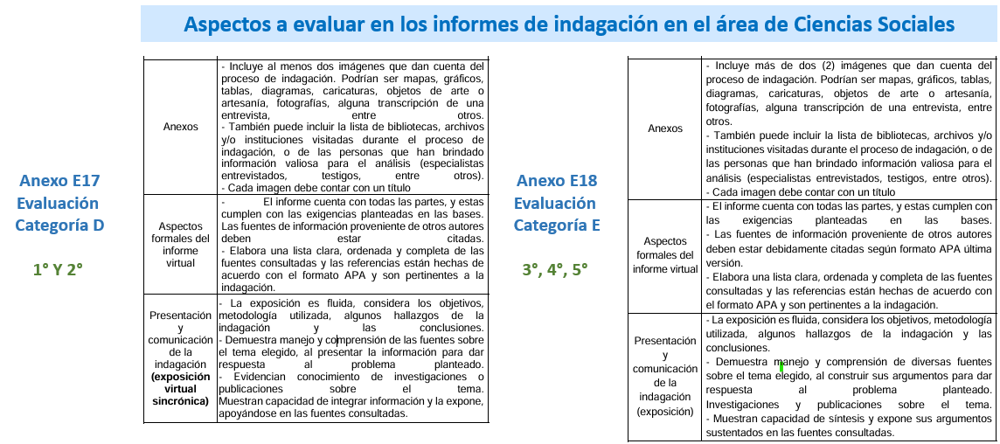 Aspectos a evaluar en los informes de indagación en el área de Ciencias Sociales
Anexo E17
Evaluación
Categoría D
1° Y 2°
Anexos
- Incluye al menos dos imágenes que dan cuenta del
proceso de indagación. Podrían ser mapas, gráficos,
tablas, diagramas, caricaturas, objetos de arte o
artesanía, fotografías, alguna transcripción de una
entrevista, entre otros.
- También puede incluir la lista de bibliotecas, archivos
y/o instituciones visitadas durante el proceso de
indagación, o de las personas que han brindado
información valiosa para el análisis (especialistas
entrevistados, testigos, entre otros).
- Cada imagen debe contar con un título
Aspectos
formales del
informe
virtual
- El informe cuenta con todas las partes, y estas
cumplen con las exigencias planteadas en las bases.
Las fuentes de información proveniente de otros autores
deben estar citadas.
- Elabora una lista clara, ordenada y completa de las
fuentes consultadas y las referencias están hechas de
acuerdo con el formato APA y son pertinentes a la
indagación.
Presentación
y
comunicación
de la
indagación
(exposición
virtual
sincrónica)
- La exposición es fluida, considera los objetivos,
metodología utilizada, algunos hallazgos de la
indagación y las conclusiones.
- Demuestra manejo y comprensión de las fuentes sobre
el tema elegido, al presentar la información para dar
respuesta al problema planteado.
- Evidencian conocimiento de investigaciones o
publicaciones sobre el tema.
Muestran capacidad de integrar información y la expone,
apoyándose en las fuentes consultadas.
Anexo E18
Evaluación
Categoría E
3°, 4°, 5°
Anexos
- Incluye más de dos (2) imágenes que dan cuenta del
proceso de indagación. Podrían ser mapas, gráficos, tablas,
diagramas, caricaturas, objetos de arte o artesanía,
fotografías, alguna transcripción de una entrevista, entre
otros.
- También puede incluir la lista de bibliotecas, archivos y/o
instituciones visitadas durante el proceso de indagación, o de
las personas que han brindado información valiosa para el
análisis (especialistas entrevistados, testigos, entre otros).
- Cada imagen debe contar con un título
Aspectos
formales del
informe virtual
- El informe cuenta con todas las partes, y estas cumplen con
las exigencias planteadas en las bases.
- Las fuentes de información proveniente de otros autores
deben estar debidamente citadas según formato APA última
versión.
- Elabora una lista clara, ordenada y completa de las fuentes
consultadas y las referencias están hechas de acuerdo con
el formato APA y son pertinentes a la indagación.
Presentación
y
comunicación
de la
indagación
(exposición)
- La exposición es fluida, considera los objetivos, metodología
utilizada, algunos hallazgos de la indagación y las
conclusiones.
- Demuestra manejo y comprensión de diversas fuentes
sobre el tema elegido, al construir sus argumentos para dar
respuesta al problema planteado.
Investigaciones y publicaciones sobre el tema.
- Muestran capacidad de síntesis y expone sus argumentos
sustentados en las fuentes consultadas.